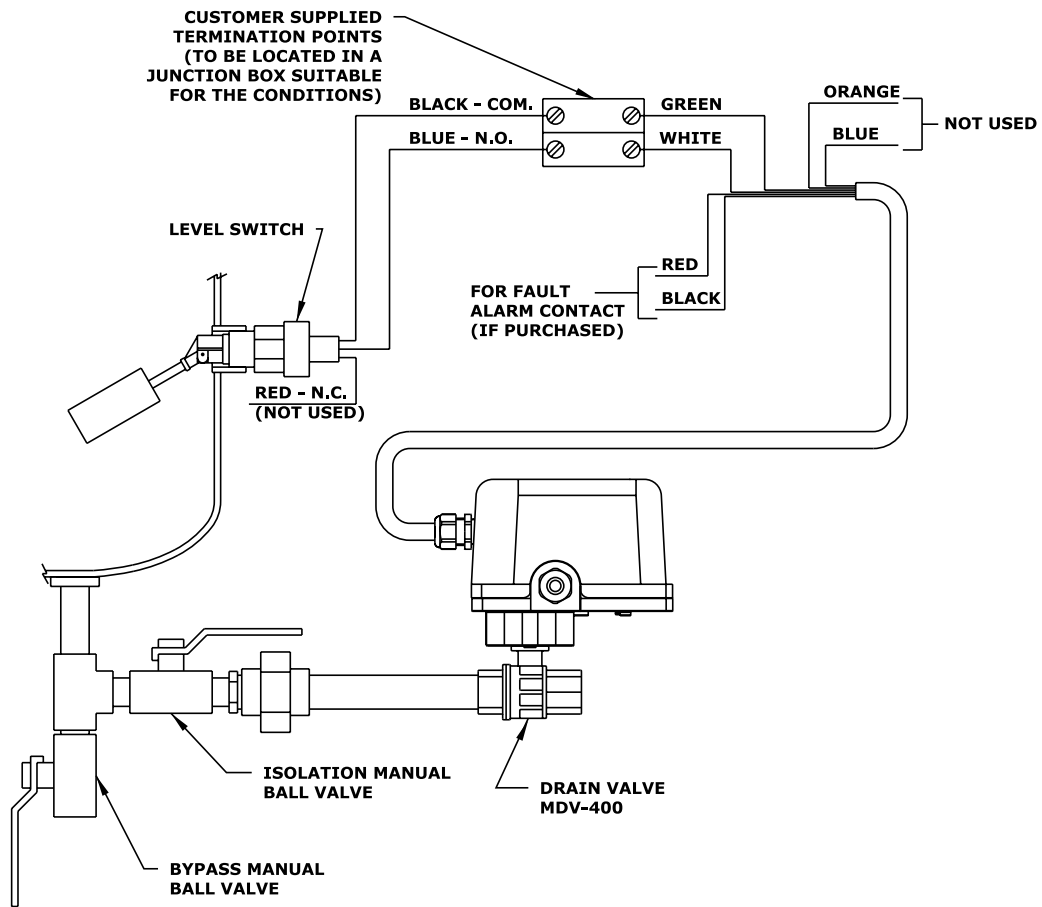 CUSTOMER SUPPLIED
TERMINATION POINTS
(TO BE LOCATED IN A
JUNCTION BOX SUITABLE
FOR THE CONDITIONS)
BLACK - COM.
GREEN
BLUE - N.O.
WHITE
ORANGE
BLUE
NOT USED
LEVEL SWITCH
RED
BLACK
FOR FAULT
ALARM CONTACT
(IF PURCHASED)
RED - N.C.
(NOT USED)
ISOLATION MANUAL
BALL VALVE
DRAIN VALVE
MDV-400
BYPASS MANUAL
BALL VALVE